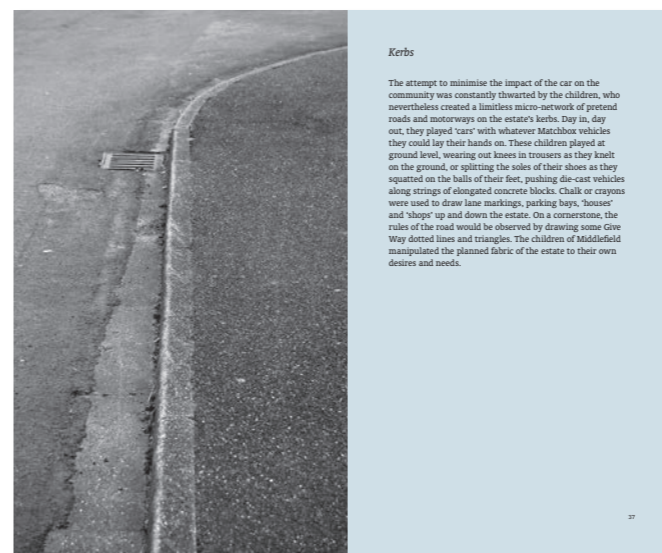 Kerbs
The attempt to minimise the impact of the car on the
community was constantly thwarted by the children, who
nevertheless created a limitless micro-network of pretend
roads and motorways on the estate's kerbs. Day in, day
out, they played 'cars' with whatever Matchbox vehicles
they could lay their hands on. These children played at
ground level, wearing out knees in trousers as they knelt
on the ground, or splitting the soles of their shoes as they
squatted on the balls of their feet, pushing die-cast vehicles
along strings of elongated concrete blocks. Chalk or crayons
were used to draw lane markings, parking bays, 'houses'
and 'shops' up and down the estate. On a cornerstone, the
rules of the road would be observed by drawing some Give
Way dotted lines and triangles. The children of Middlefield
manipulated the planned fabric of the estate to their own
desires and needs.
37